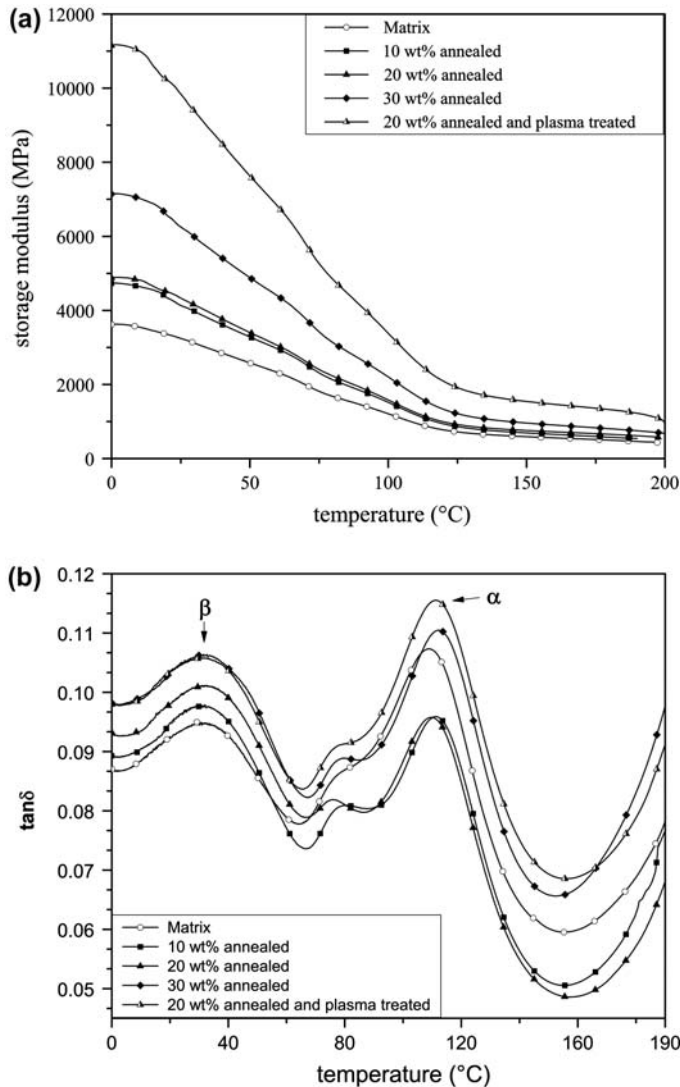 (a)
12000
10000
8000
6000
4000
2000
0
storage modulus (MPa)
Matrix
10 wt% annealed
20 wt% annealed
30 wt% annealed
20 wt% annealed and plasma treated
0 50 100 150 200
temperature (°C)
(b)
0.12
0.11
0.10
0.09
0.08
0.07
0.06
0.05
tanδ
β
α
Matrix
10 wt% annealed
20 wt% annealed
30 wt% annealed
20 wt% annealed and plasma treated
0 40 80 120 160 190
temperature (°C)